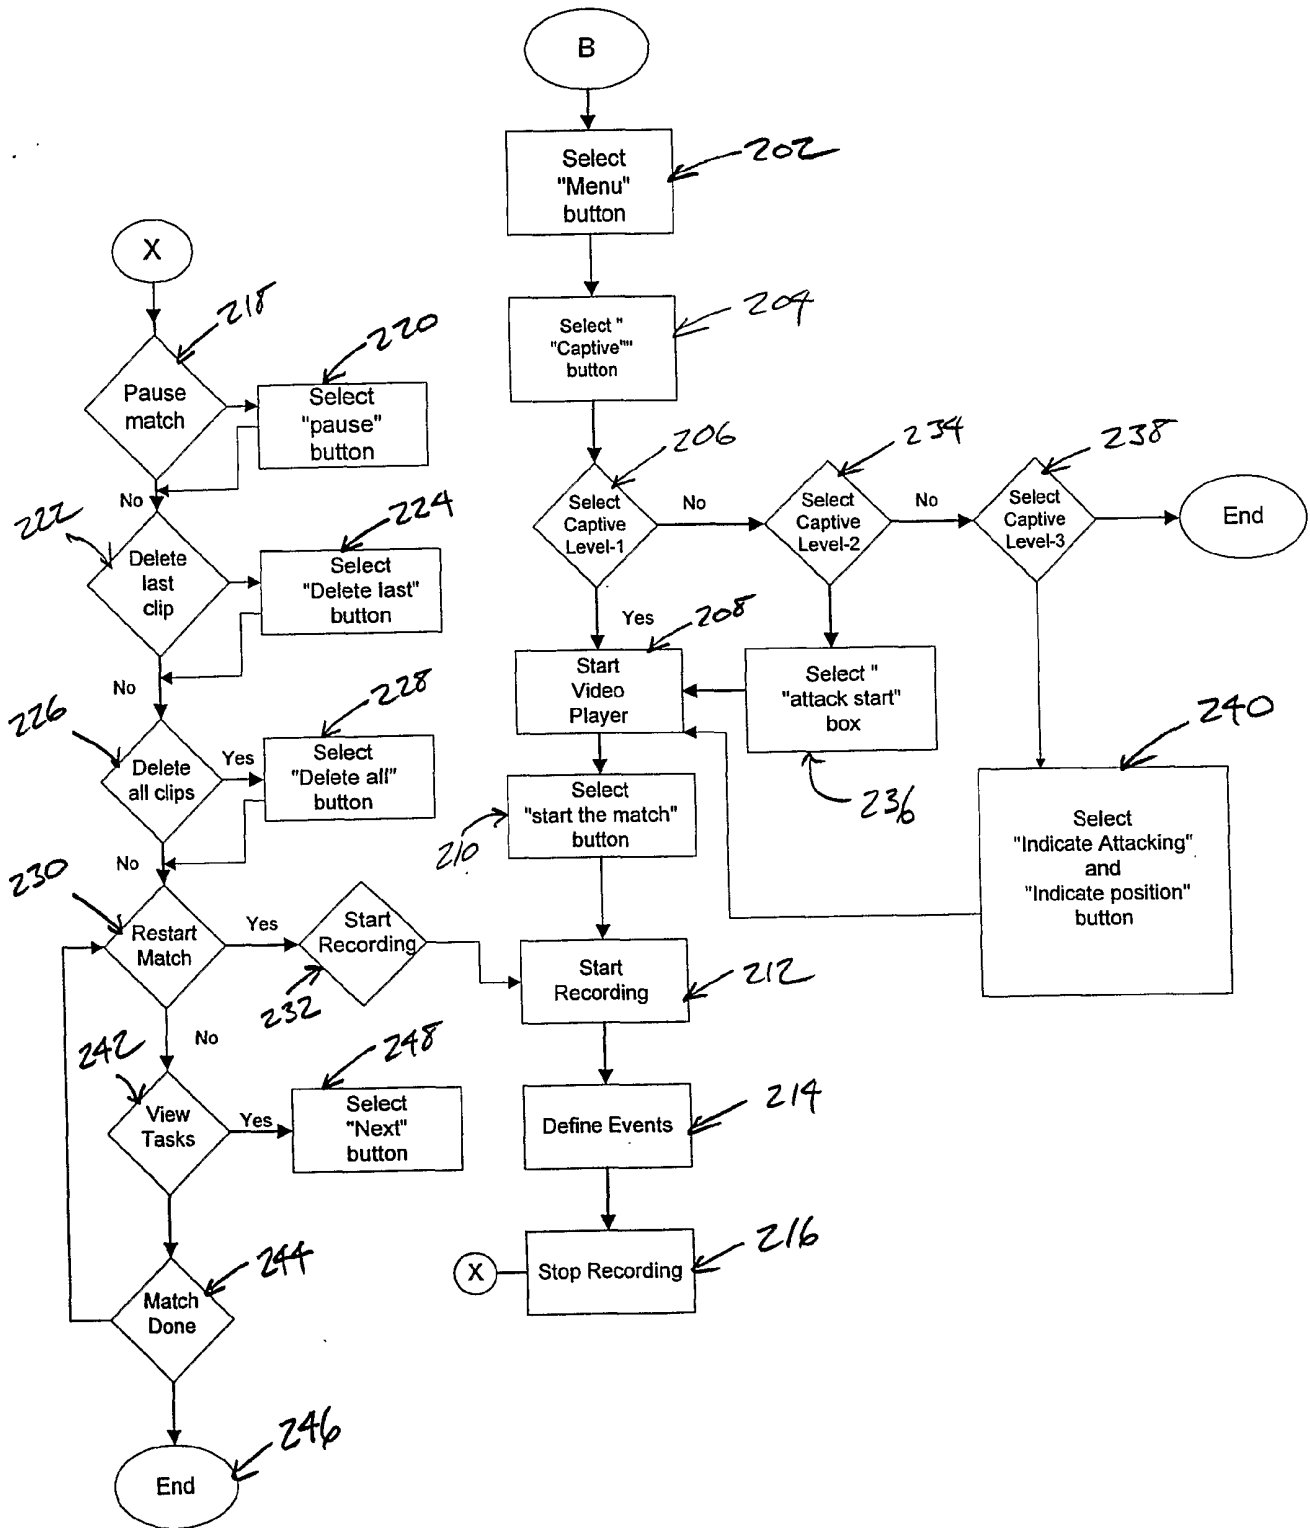 B
202
Select
"Menu"
button
X
218
220
Pause
match
Select
"pause"
button
204
Select "
"Captive""
button
No
222
224
Delete
last
clip
Select
"Delete last"
button
206
234
238
Select
Captive
Level-1
No
Select
Captive
Level-2
No
Select
Captive
Level-3
End
Yes
208
No
226
228
Delete
all clips
Yes
Select
"Delete all"
button
Start
Video
Player
Select "
"attack start"
box
236
240
Select
"Indicate Attacking"
and
"Indicate position"
button
210
Select
"start the match"
button
No
230
Restart
Match
Yes
Start
Recording
232
Start
Recording
212
No
242
248
View
Tasks
Yes
Select
"Next"
button
Define Events
214
244
Match
Done
X
Stop Recording
216
End
246